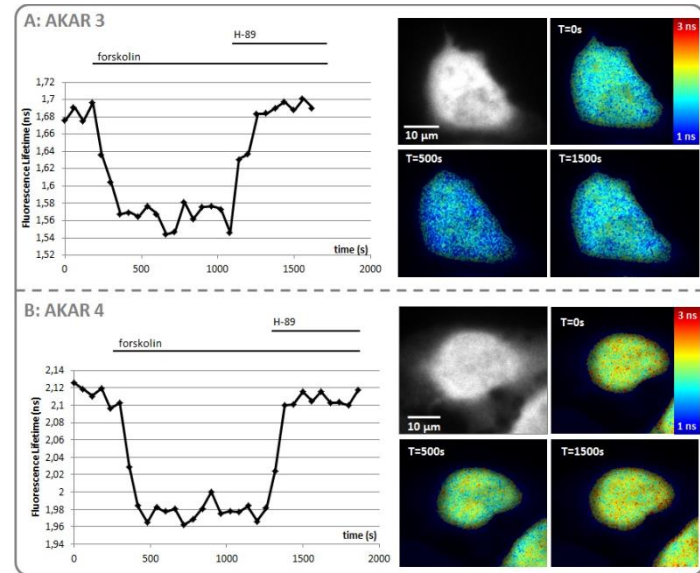 A: AKAR 3
H-89
forskolin
Fluorescence Lifetime (ns)
1,72
1,7
1,68
1,66
1,64
1,62
1,6
1,58
1,56
1,54
1,52
time (s)
0
500
1000
1500
2000
10 µm
T=0s
3 ns
1 ns
T=500s
T=1500s
B: AKAR 4
H-89
forskolin
Fluorescence Lifetime (ns)
2,14
2,12
2,1
2,08
2,06
2,04
2,02
2
1,98
1,96
1,94
time (s)
0
500
1000
1500
2000
10 µm
T=0s
3 ns
1 ns
T=500s
T=1500s